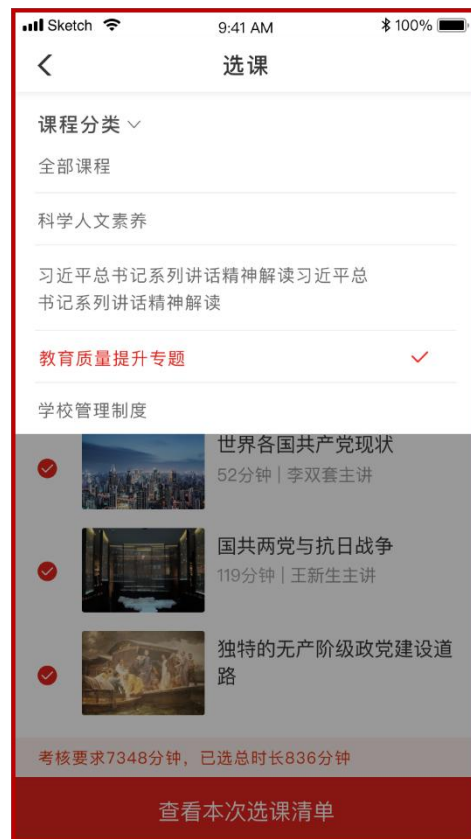 Sketch 9:41 AM 100%
选课
课程分类
全部课程
科学人文素养
习近平总书记系列讲话精神解读习近平总
书记系列讲话精神解读
教育质量提升专题
学校管理制度
世界各国共产党现状
52分钟 | 李双套主讲
国共两党与抗日战争
119分钟 | 王新生主讲
独特的无产阶级政党建设道
路
考核要求7348分钟，已选总时长836分钟
查看本次选课清单